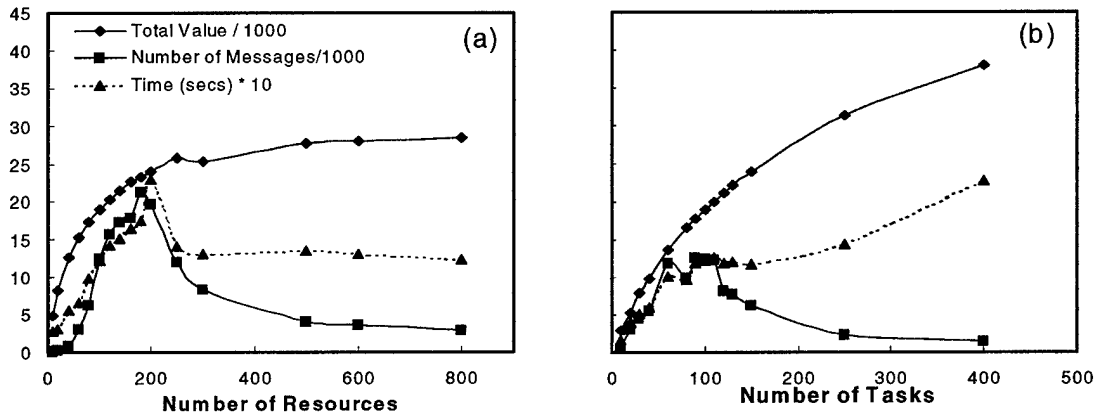 45
40
35
30
25
20
15
10
5
0
Total Value / 1000
Number of Messages/1000
Time (secs) * 10
(a)
0 200 400 600 800
Number of Resources
(b)
0 100 200 300 400 500
Number of Tasks